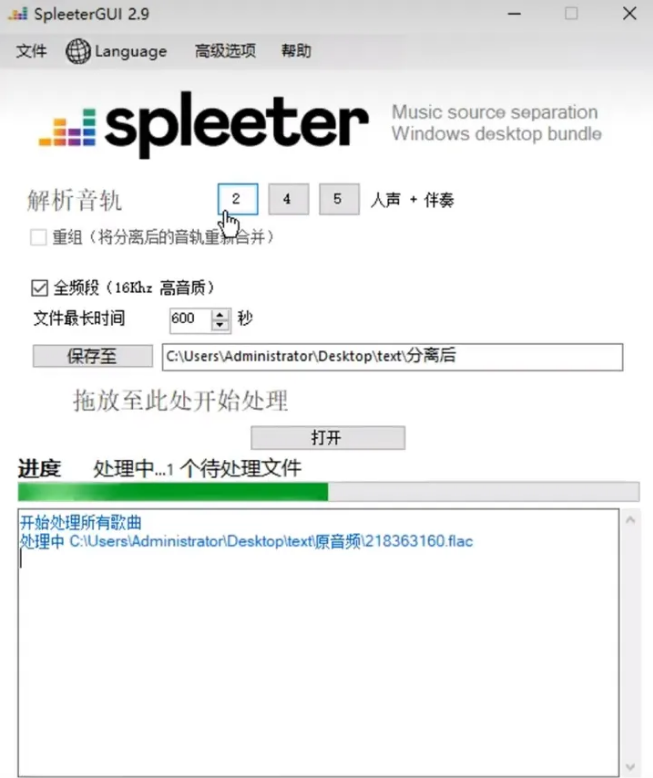 SpleeterGUI 2.9
文件 Language 高级选项 帮助
spleeter
Music source separation
Windows desktop bundle
解析音轨 2 4 5 人声 + 伴奏
重组（将分离后的音轨重新合并）
全频段（16Khz 高音质）
文件最长时间 600 秒
保存至 C:\Users\Administrator\Desktop\text\分离后
拖放至此处开始处理
打开
进度 处理中...1 个待处理文件
开始处理所有歌曲
处理中 C:\Users\Administrator\Desktop\text\原音频\218363160.flac